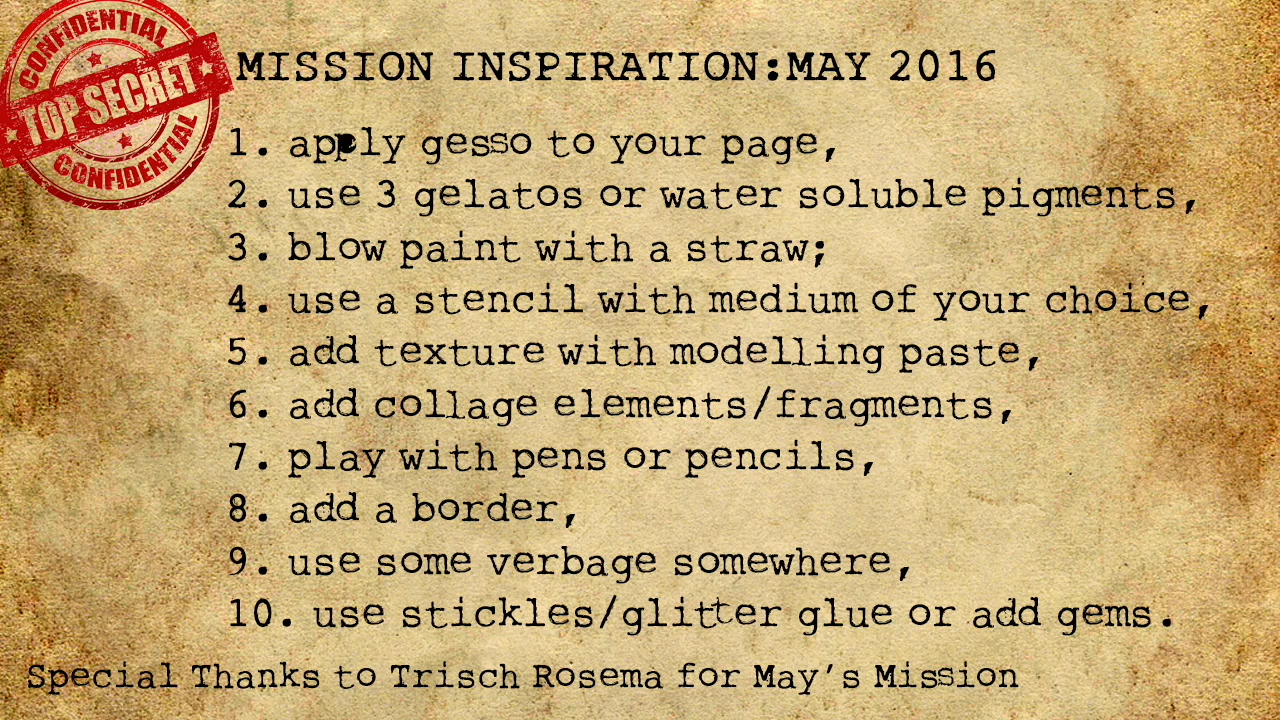 CONFIDENTIAL
TOP SECRET
CONFIDENTIAL
MISSION INSPIRATION:MAY 2016
1. apply gesso to your page,
2. use 3 gelatos or water soluble pigments,
3. blow paint with a straw;
4. use a stencil with medium of your choice,
5. add texture with modelling paste,
6. add collage elements/fragments,
7. play with pens or pencils,
8. add a border,
9. use some verbage somewhere,
10. use stickles/glitter glue or add gems.
Special Thanks to Trisch Rosema for May's Mission